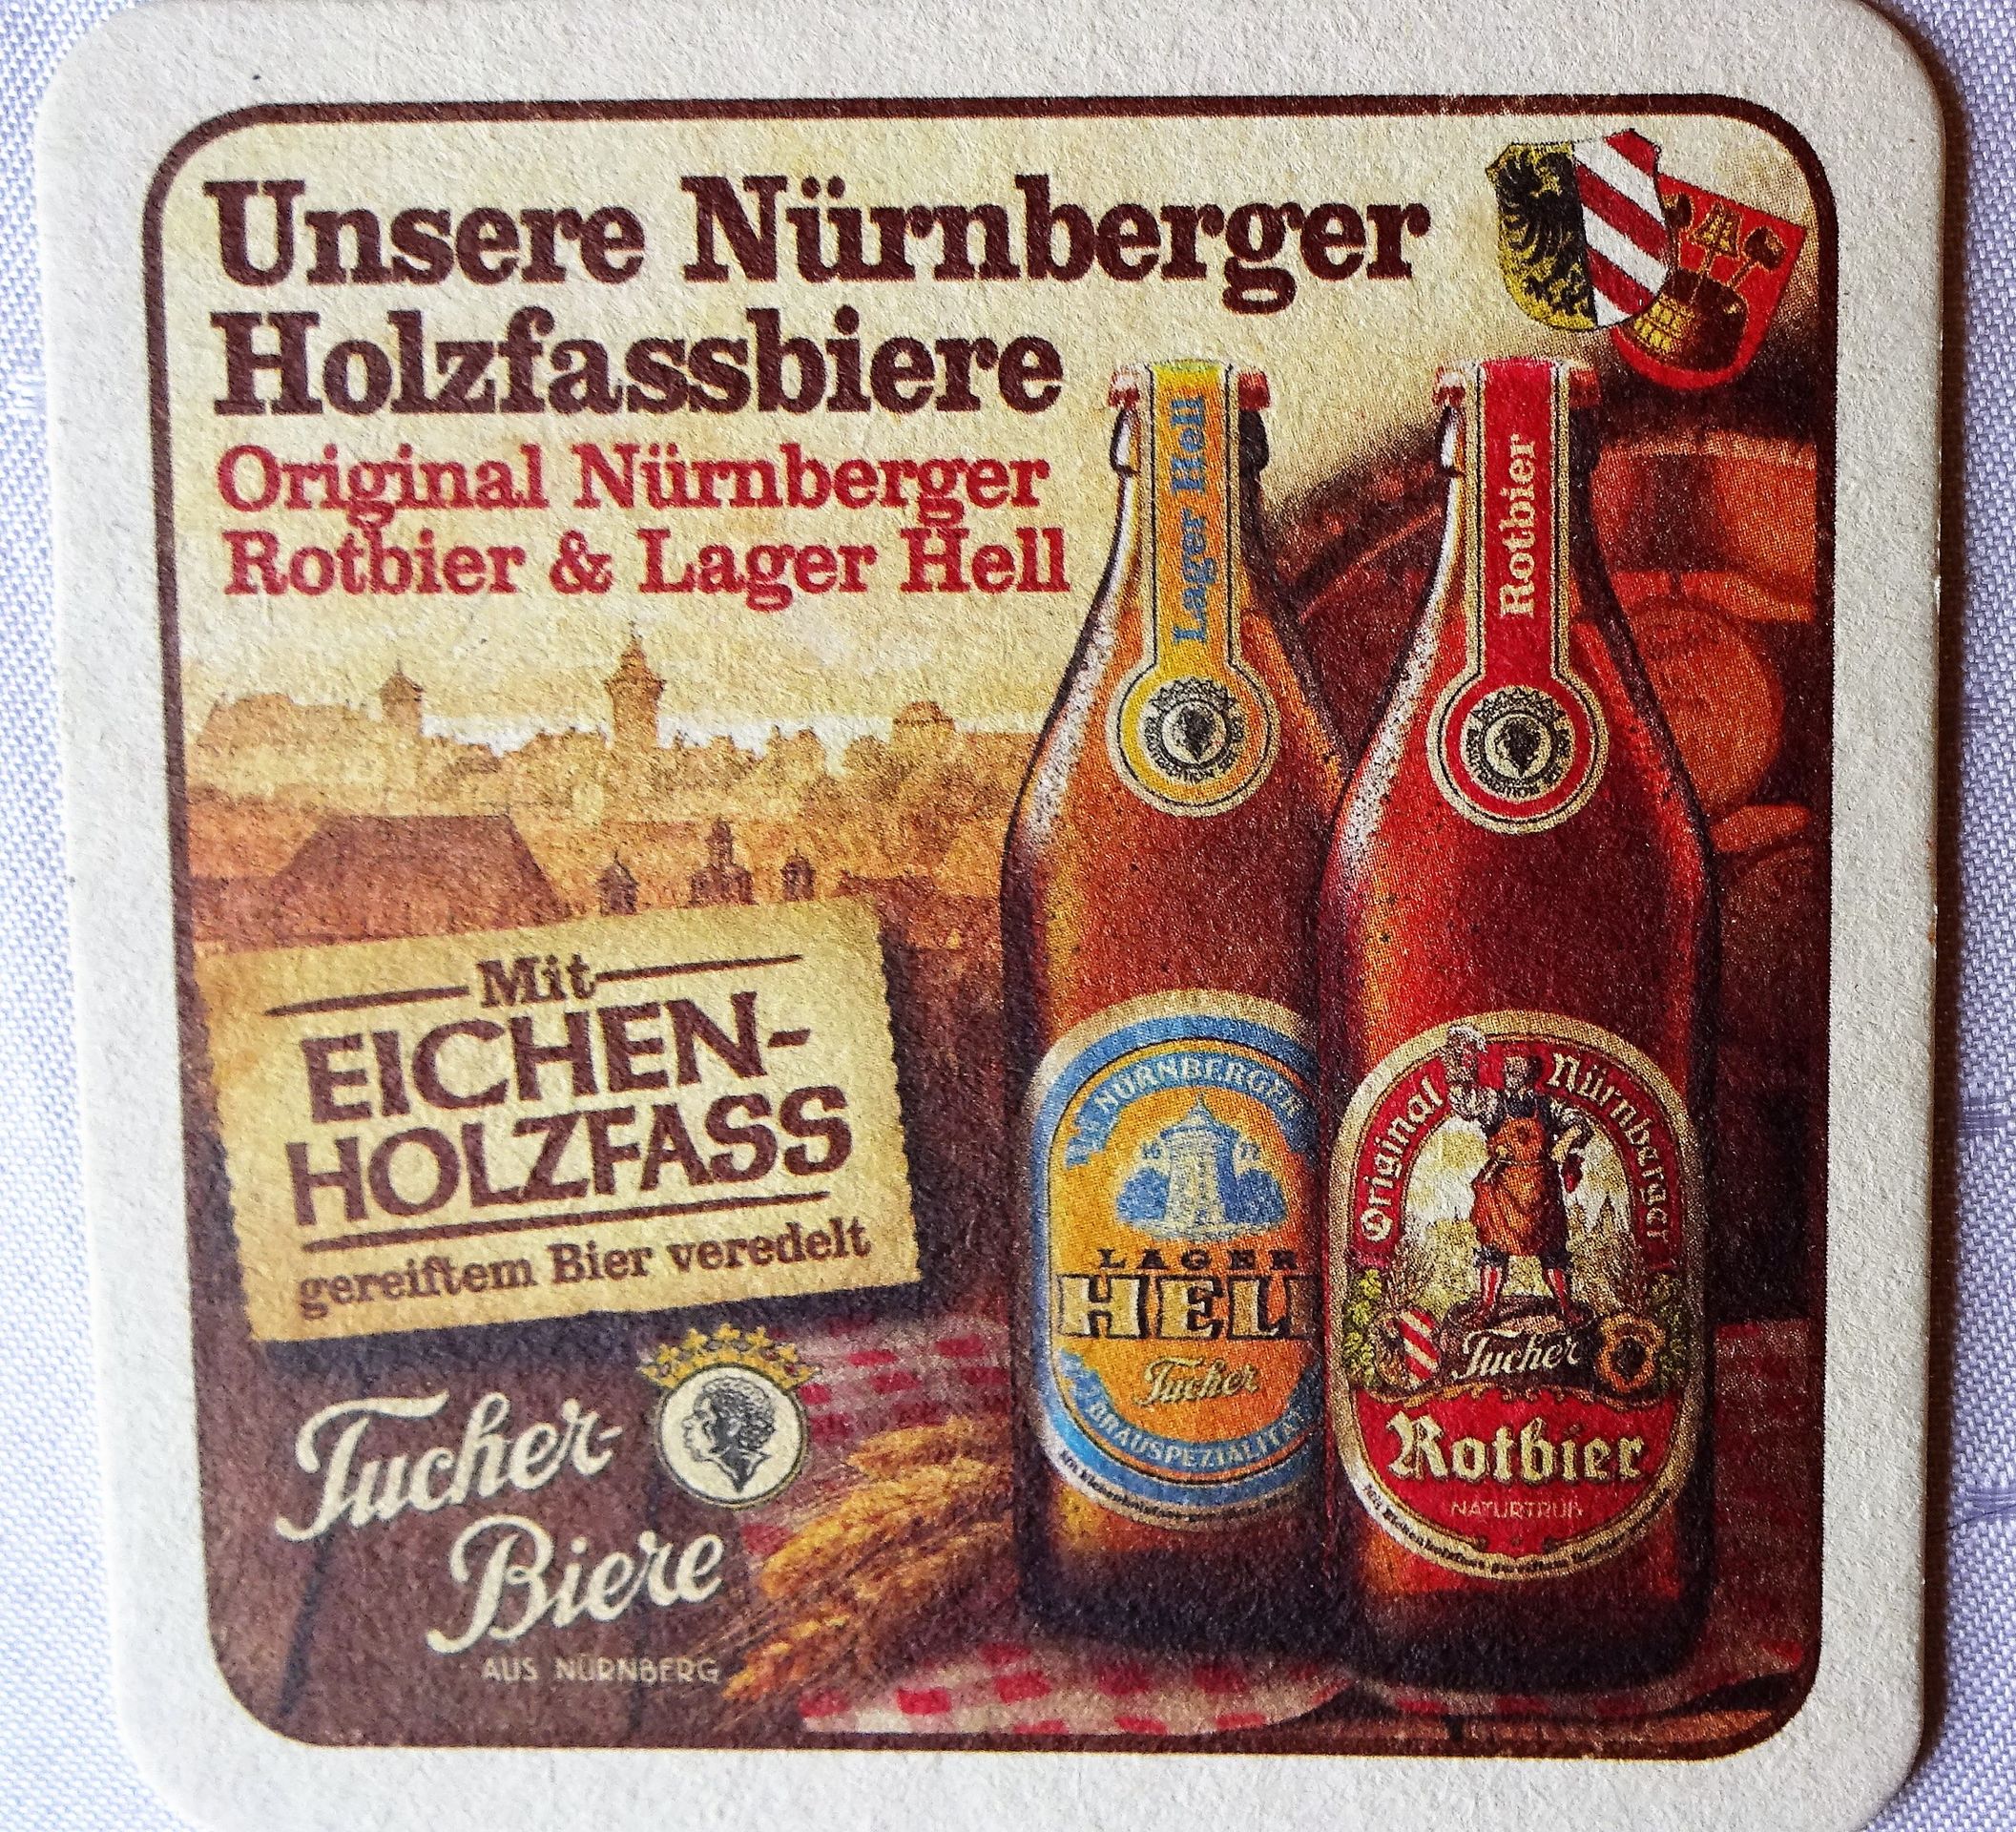 Unsere Nürnberger
Holzfassbiere
Original Nürnberger
Rotbier & Lager Hell
Lager Hell
Rotbier
Mit
EICHEN-
HOLZFASS
gereiftem Bier veredelt
Tucher-
Biere
AUS NÜRNBERG
NÜRNBERGER
LAGER
HELL
Tucher
BRAUSPEZIALITÄT
Original Nürnberger
Tucher
Rotbier
NATURTRÜB